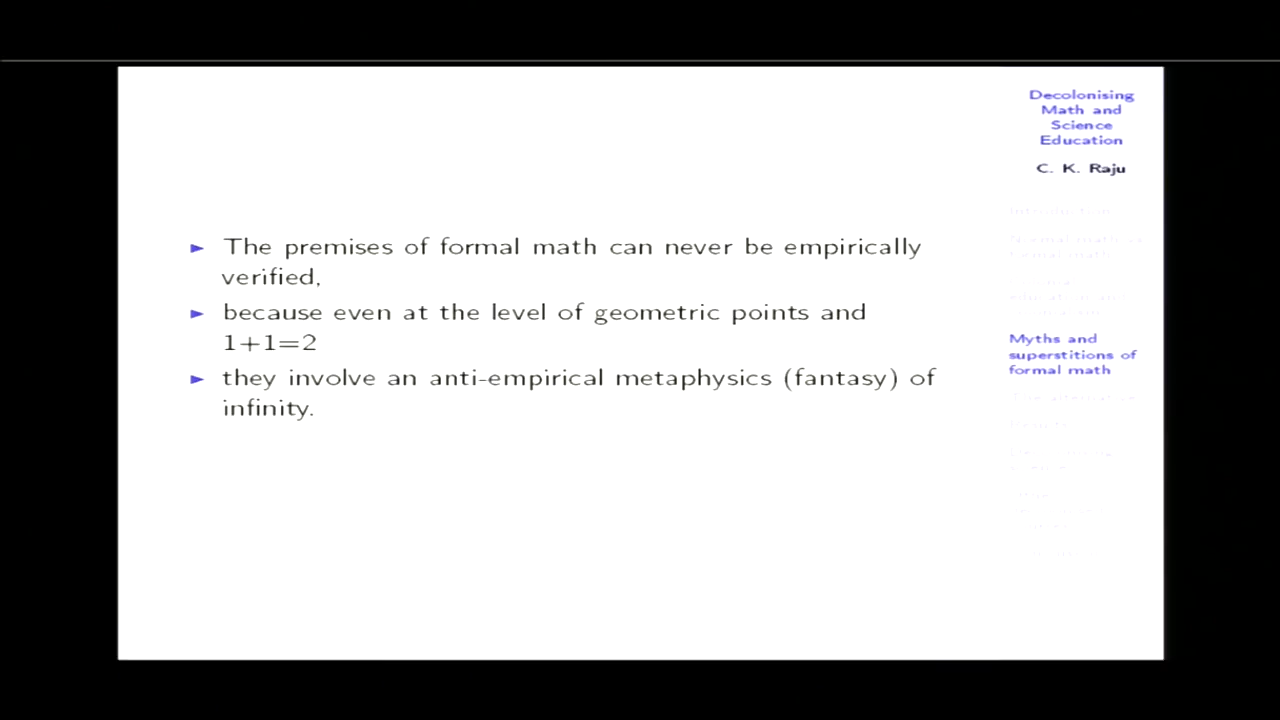 Decolonising
Math and
Science
Education
C. K. Raju
► The premises of formal math can never be empirically
verified,
► because even at the level of geometric points and
1+1=2
► they involve an anti-empirical metaphysics (fantasy) of
infinity.
Myths and
superstitions of
formal math